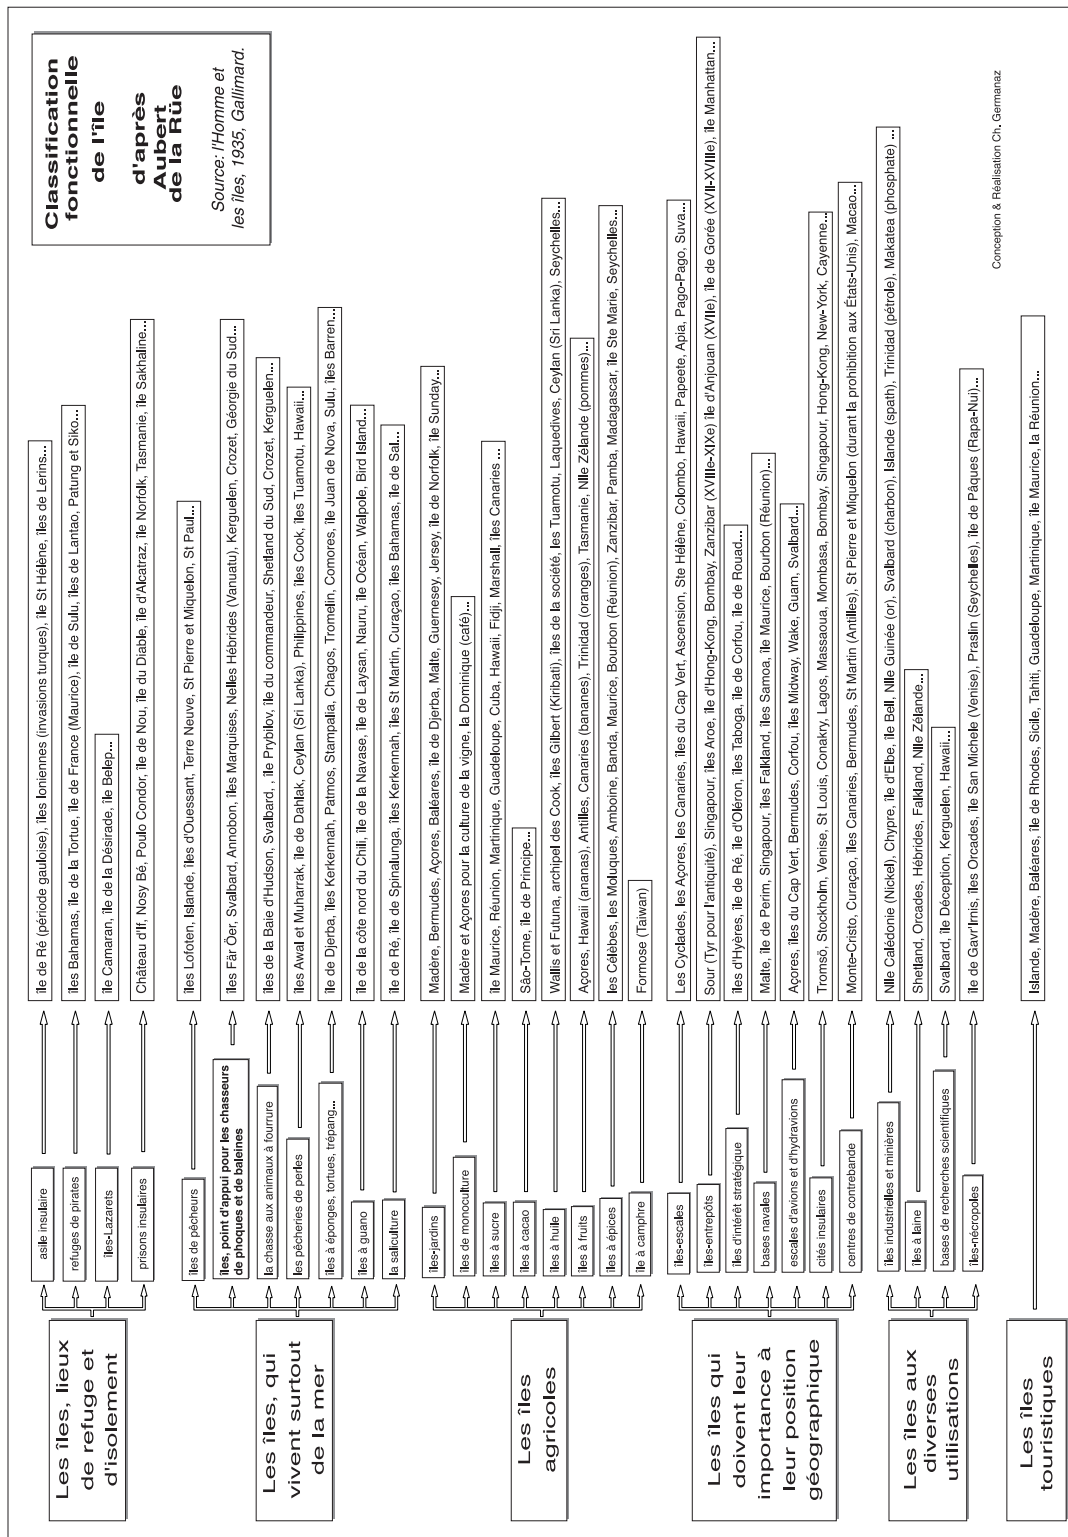 Classification
fonctionnelle
de l'île
d'après
Aubert
de la Rüe
Source: l'Homme et
les îles, 1935, Gallimard.
Les îles, lieux
de refuge et
d'isolement
asile insulaire
île de Ré (période gauloise), îles Ioniennes (invasions turques), île St Hélène, îles de Lerins...
refuges de pirates
îles Bahamas, île de la Tortue, île de France (Maurice), île de Sulu, îles de Lantao, Patung et Siko...
îles-Lazarets
île Camaran, île de la Désirade, île Belep...
prisons insulaires
Château d'If, Nosy Bé, Poulo Condor, île de Nou, île du Diable, île d'Alcatraz, île Norfolk, Tasmanie, île Sakhaline...
Les îles, qui
vivent surtout
de la mer
îles de pêcheurs
îles Lofoten, Islande, îles d'Ouessant, Terre Neuve, St Pierre et Miquelon, St Paul...
îles, point d'appui pour les chasseurs
de phoques et de baleines
îles Fär Öer, Svalbard, Annobon, îles Marquises, Nelles Hébrides (Vanuatu), Kerguelen, Crozet, Géorgie du Sud...
la chasse aux animaux à fourrure
îles de la Baie d'Hudson, Svalbard, , île Prybilov, île du commandeur, Shetland du Sud, Crozet, Kerguelen...
les pêcheries de perles
îles Awal et Muharrak, île de Dahlak, Ceylan (Sri Lanka), Philippines, îles Cook, îles Tuamotu, Hawaii...
îles à éponges, tortues, trépang...
île de Djerba, îles Kerkennah, Patmos, Stampalia, Chagos, Tromelin, Comores, île Juan de Nova, Sulu, îles Barren...
îles à guano
île de la côte nord du Chili, île de la Navase, île de Laysan, Nauru, île Océan, Walpole, Bird Island...
la saliculture
île de Ré, île de Spinalunga, îles Kerkennah, îles St Martin, Curaçao, îles Bahamas, île de Sal...
Les îles
agricoles
îles-jardins
Madère, Bermudes, Açores, Baléares, île de Djerba, Malte, Guernesey, Jersey, île de Norfolk, île Sunday...
îles de monoculture
Madère et Açores pour la culture de la vigne, la Dominique (café)...
îles à sucre
île Maurice, Réunion, Martinique, Guadeloupe, Cuba, Hawaii, Fidji, Marshall, îles Canaries ...
îles à cacao
São-Tome, île de Principe...
îles à huile
Wallis et Futuna, archipel des Cook, îles Gilbert (Kiribati), îles de la société, les Tuamotu, Laquedives, Ceylan (Sri Lanka), Seychelles...
îles à fruits
Açores, Hawaii (ananas), Antilles, Canaries (bananes), Trinidad (oranges), Tasmanie, Nlle Zélande (pommes)
îles à épices
les Célèbes, les Moluques, Amboine, Banda, Maurice, Bourbon (Réunion), Zanzibar, Pamba, Madagascar, île Ste Marie, Seychelles...
île à camphre
Formose (Taiwan)
Les îles qui
doivent leur
importance à
leur position
géographique
îles-escales
Les Cyclades, les Açores, les Canaries, îles du Cap Vert, Ascension, Ste Hélène, Colombo, Hawaii, Papeete, Apia, Pago-Pago, Suva...
îles-entrepôts
Sour (Tyr pour l'antiquité), Singapour, îles Aroe, île d'Hong-Kong, Bombay, Zanzibar (XVIIIe-XIXe) île d'Anjouan (XVIIe), île de Gorée (XVII-XVIIIe), île Manhattan...
îles d'intérêt stratégique
îles d'Hyères, île de Ré, île d'Oléron, îles Taboga, île de Corfou, île de Rouad...
bases navales
Malte, île de Perim, Singapour, îles Falkland, îles Samoa, île Maurice, Bourbon (Réunion)...
escales d'avions et d'hydravions
Açores, îles du Cap Vert, Bermudes, Corfou, îles Midway, Wake, Guam, Svalbard...
cités insulaires
Tromsö, Stockholm, Venise, St Louis, Conakry, Lagos, Massaoua, Mombasa, Bombay, Singapour, Hong-Kong, New-York, Cayenne...
centres de contrebande
Monte-Cristo, Curaçao, îles Canaries, Bermudes, St Martin (Antilles), St Pierre et Miquelon (durant la prohibition aux États-Unis), Macao...
Les îles aux
diverses
utilisations
îles industrielles et minières
Nlle Calédonie (Nickel), Chypre, île d'Elbe, île Bell, Nlle Guinée (or), Svalbard (charbon), Islande (spath), Trinidad (pétrole), Makatea (phosphate) ...
îles à laine
Shetland, Orcades, Hébrides, Falkland, Nlle Zélande...
bases de recherches scientifiques
Svalbard, île Déception, Kerguelen, Hawaii...
îles-nécropoles
île de Gavr'Irnis, îles Orcades, île San Michele (Venise), Praslin (Seychelles), île de Pâques (Rapa-Nui)...
Les îles
touristiques
Islande, Madère, Baléares, île de Rhodes, Sicile, Tahiti, Guadeloupe, Martinique, île Maurice, la Réunion...
Conception & Réalisation Ch. Germanaz